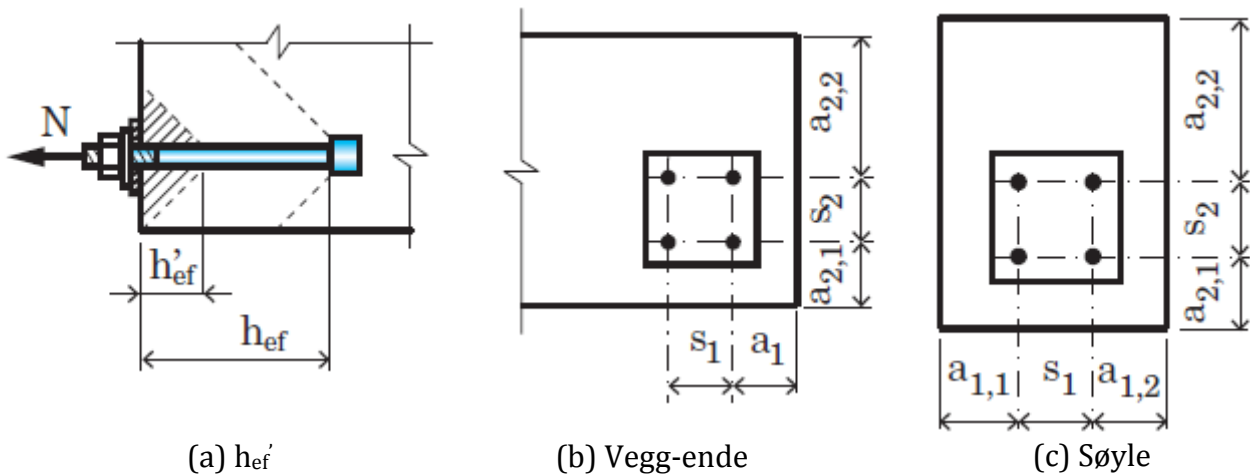 N
h'ef
hef
a2,2
s2
a2,1
s1
a1
a2,2
s2
a2,1
a1,1
s1
a1,2
(a) hef'
(b) Vegg-ende
(c) Søyle